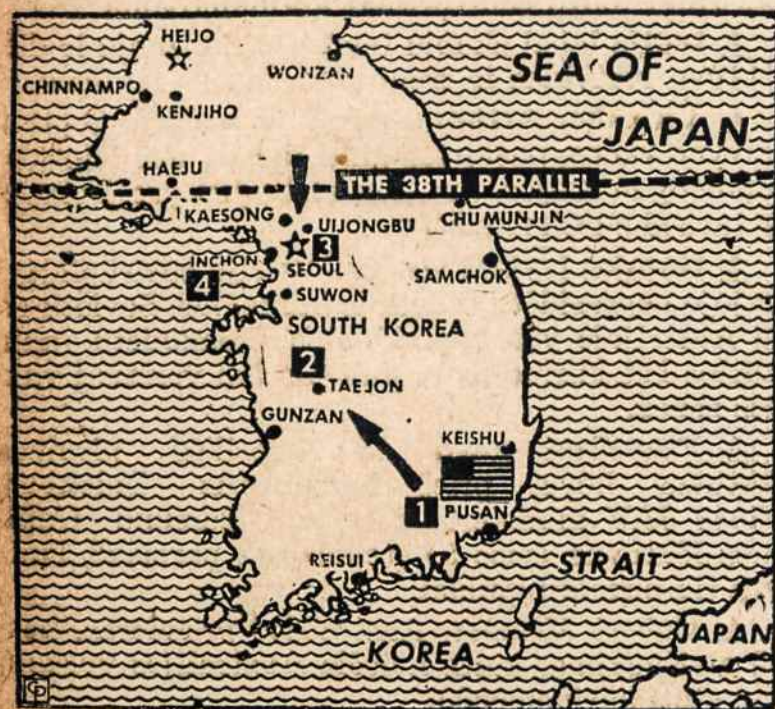 HEIJO
WONZAN
SEA OF
JAPAN
CHINNAMPO
KENJIHO
HAEJU
THE 38TH PARALLEL
KAESONG
UIJONGBU
CHUMUNJIN
3
INCHON
SEOUL
SAMCHOK
4
SUWON
SOUTH KOREA
2
TAEJON
GUNZAN
KEISHU
1
PUSAN
REISUI
STRAIT
JAPAN
KOREA
CP